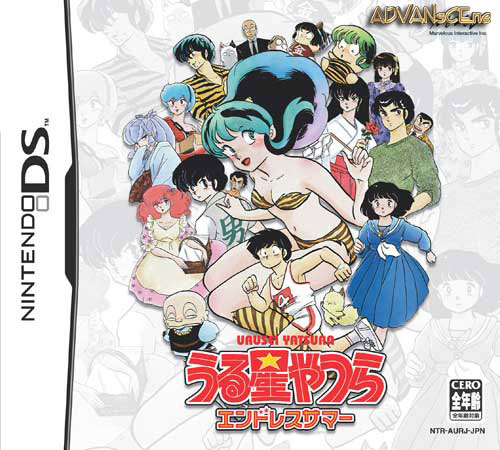 ADVANsCEne
Marvelous Interactive Inc.
NINTENDO DS™
男
URUSEI YATSURA
うる星やつら
エンドレスサマー
CERO
全年齢
全年齢対象
NTR-AURJ-JPN